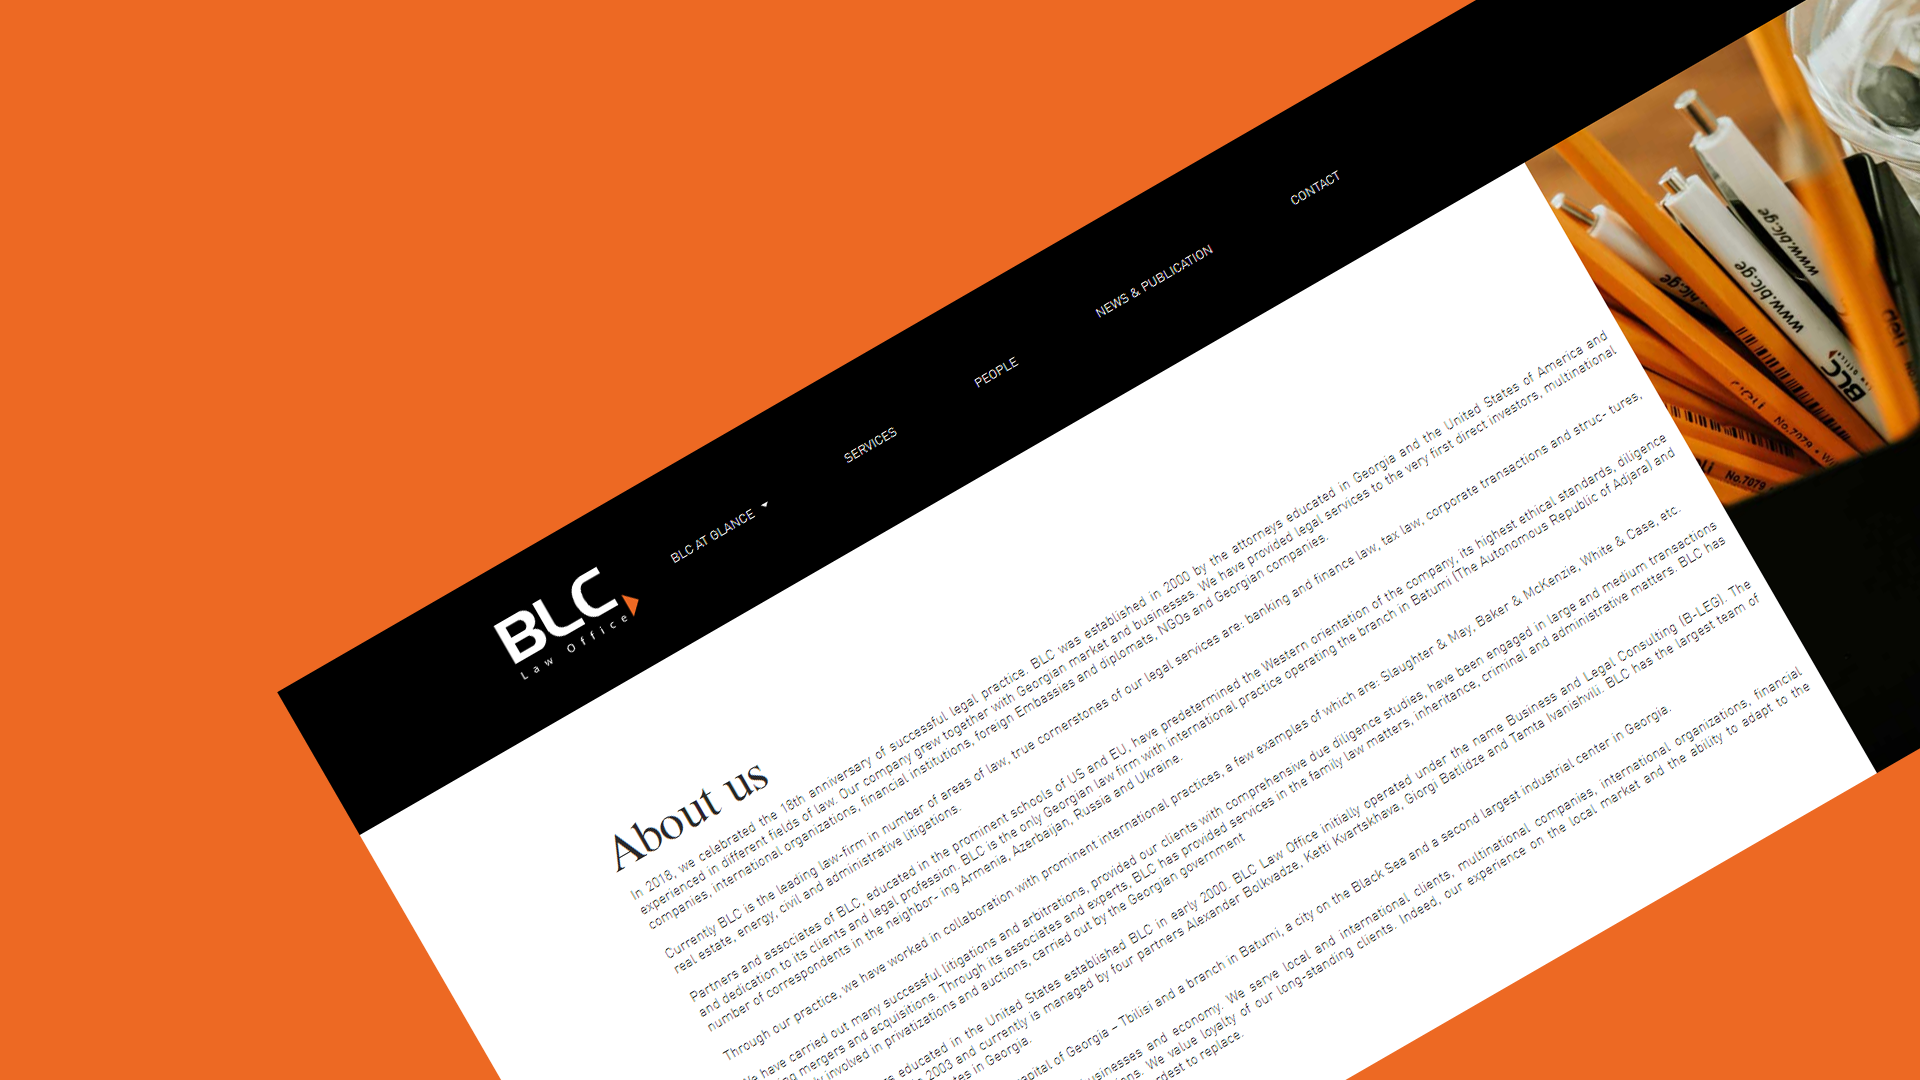 BLC
Law Office
BLC AT GLANCE
SERVICES
PEOPLE
NEWS & PUBLICATION
CONTACT
About us
In 2018, we celebrated the 18th anniversary of successful legal practice. BLC was established in 2000 by the attorneys educated in Georgia and the United States of America and
experienced in different fields of law. Our company grew together with Georgian market and businesses. We have provided legal services to the very first direct investors, multinational
companies, international organizations, financial institutions, foreign Embassies and diplomats, NGOs and Georgian companies.
Currently BLC is the leading law-firm in number of areas of law, true cornerstones of our legal services are: banking and finance law, tax law, corporate transactions and struc- tures,
real estate, energy, civil and administrative litigations.
Partners and associates of BLC, educated in the prominent schools of US and EU, have predetermined the Western orientation of the company, its highest ethical standards, diligence
and dedication to its clients and legal profession. BLC is the only Georgian law firm with international practice operating the branch in Batumi (The Autonomous Republic of Adjara) and
number of correspondents in the neighbor- ing Armenia, Azerbaijan, Russia and Ukraine.
Through our practice, we have worked in collaboration with prominent international practices, a few examples of which are: Slaughter & May, Baker & McKenzie, White & Case, etc.
We have carried out many successful litigations and arbitrations, provided our clients with comprehensive due diligence studies, have been engaged in large and medium transactions
mergers and acquisitions. Through its associates and experts, BLC has provided services in the family law matters, inheritance, criminal and administrative matters. BLC has
involved in privatizations and auctions, carried out by the Georgian government
educated in the United States established BLC in early 2000. BLC Law Office initially operated under the name Business and Legal Consulting (B-LEG). The
in 2003 and currently is managed by four partners Alexander Bolkvadze, Ketti Kvartskhava, Giorgi Batlidze and Tamta Ivanishvili. BLC has the largest team of
in Georgia.
capital of Georgia – Tbilisi and a branch in Batumi, a city on the Black Sea and a second largest industrial center in Georgia.
businesses and economy. We serve local and international clients, multinational companies, international organizations, financial
We value loyalty of our long-standing clients. Indeed, our experience on the local market and the ability to adapt to the
to replace.
www.blc.ge
www.blc.ge
BLC
No.7079
No.7079